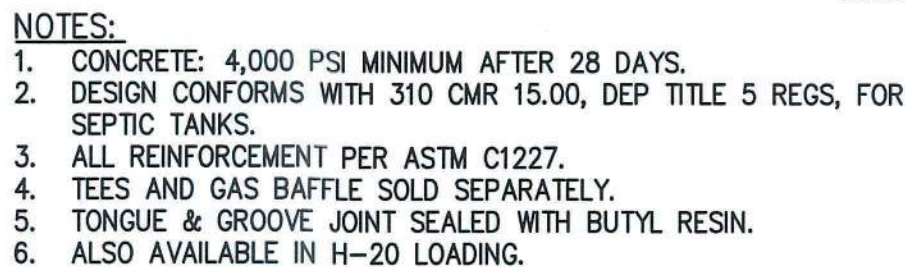 NOTES:
1. CONCRETE: 4,000 PSI MINIMUM AFTER 28 DAYS.
2. DESIGN CONFORMS WITH 310 CMR 15.00, DEP TITLE 5 REGS, FOR
SEPTIC TANKS.
3. ALL REINFORCEMENT PER ASTM C1227.
4. TEES AND GAS BAFFLE SOLD SEPARATELY.
5. TONGUE & GROOVE JOINT SEALED WITH BUTYL RESIN.
6. ALSO AVAILABLE IN H-20 LOADING.